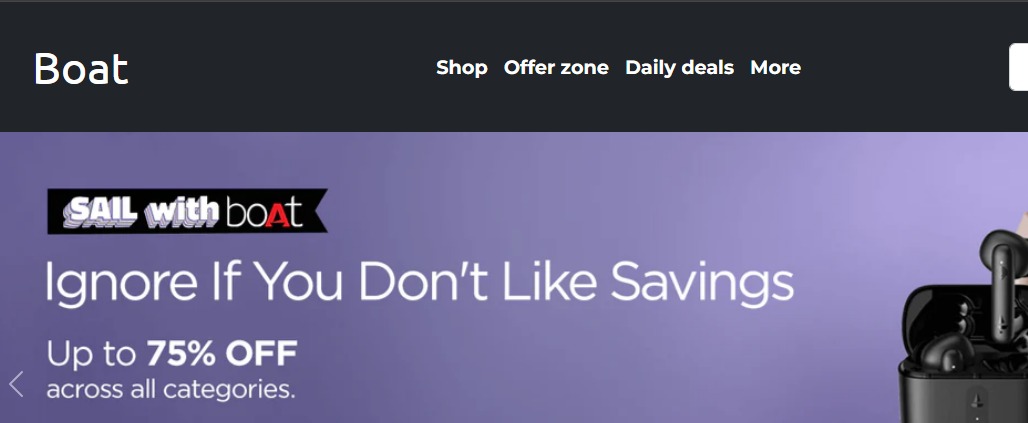 Boat
Shop Offer zone Daily deals More
SAIL with boAt
Ignore If You Don't Like Savings
Up to 75% OFF
across all categories.